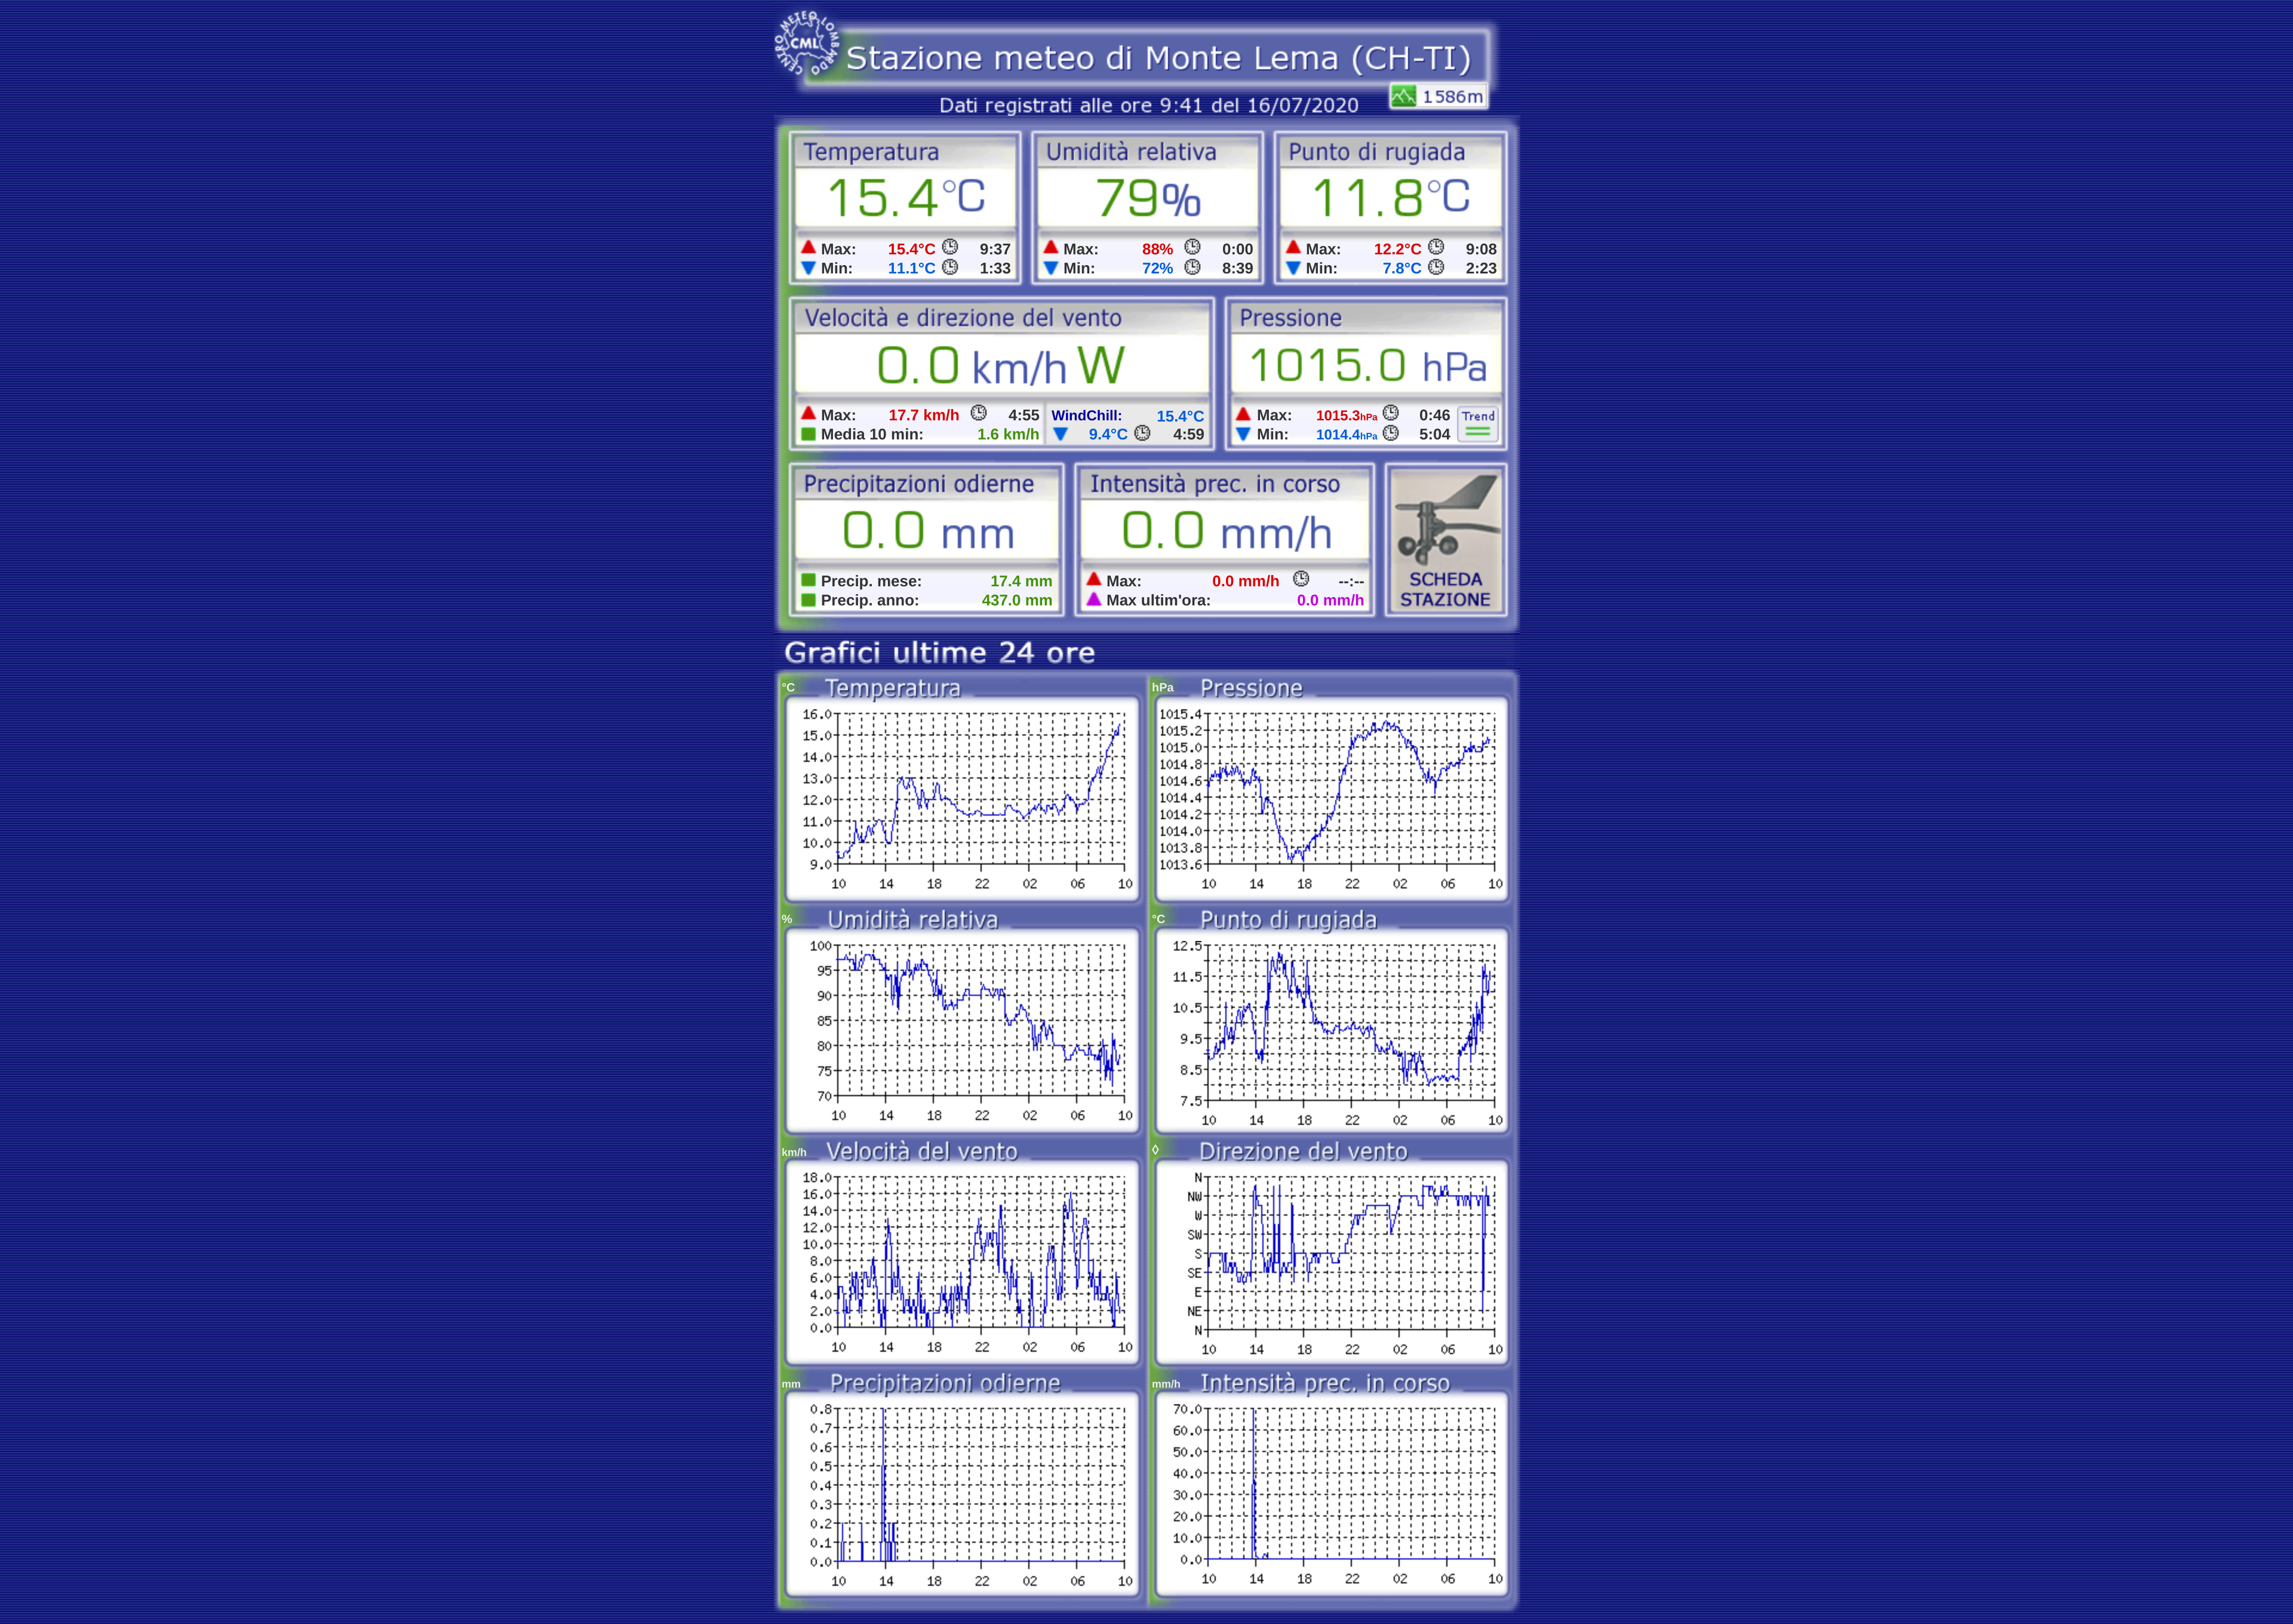 CENTRO METEO LOMBARDO
CML
Stazione meteo di Monte Lema (CH-TI)
1586m
Dati registrati alle ore 9:41 del 16/07/2020
Temperatura
15.4°C
Max: 15.4°C 9:37
Min: 11.1°C 1:33
Umidità relativa
79%
Max: 88% 0:00
Min: 72% 8:39
Punto di rugiada
11.8°C
Max: 12.2°C 9:08
Min: 7.8°C 2:23
Velocità e direzione del vento
0.0 km/h W
Max: 17.7 km/h 4:55
Media 10 min: 1.6 km/h
WindChill: 15.4°C
9.4°C 4:59
Pressione
1015.0 hPa
Max: 1015.3hPa 0:46
Min: 1014.4hPa 5:04
Trend
Precipitazioni odierne
0.0 mm
Precip. mese: 17.4 mm
Precip. anno: 437.0 mm
Intensità prec. in corso
0.0 mm/h
Max: 0.0 mm/h --:--
Max ultim'ora: 0.0 mm/h
SCHEDA
STAZIONE
Grafici ultime 24 ore
°C Temperatura
16.0
15.0
14.0
13.0
12.0
11.0
10.0
9.0
10 14 18 22 02 06 10
hPa Pressione
1015.4
1015.2
1015.0
1014.8
1014.6
1014.4
1014.2
1014.0
1013.8
1013.6
10 14 18 22 02 06 10
% Umidità relativa
100
95
90
85
80
75
70
10 14 18 22 02 06 10
°C Punto di rugiada
12.5
11.5
10.5
9.5
8.5
7.5
10 14 18 22 02 06 10
km/h Velocità del vento
18.0
16.0
14.0
12.0
10.0
8.0
6.0
4.0
2.0
0.0
10 14 18 22 02 06 10
◊ Direzione del vento
N
NW
W
SW
S
SE
E
NE
N
10 14 18 22 02 06 10
mm Precipitazioni odierne
0.8
0.7
0.6
0.5
0.4
0.3
0.2
0.1
0.0
10 14 18 22 02 06 10
mm/h Intensità prec. in corso
70.0
60.0
50.0
40.0
30.0
20.0
10.0
0.0
10 14 18 22 02 06 10